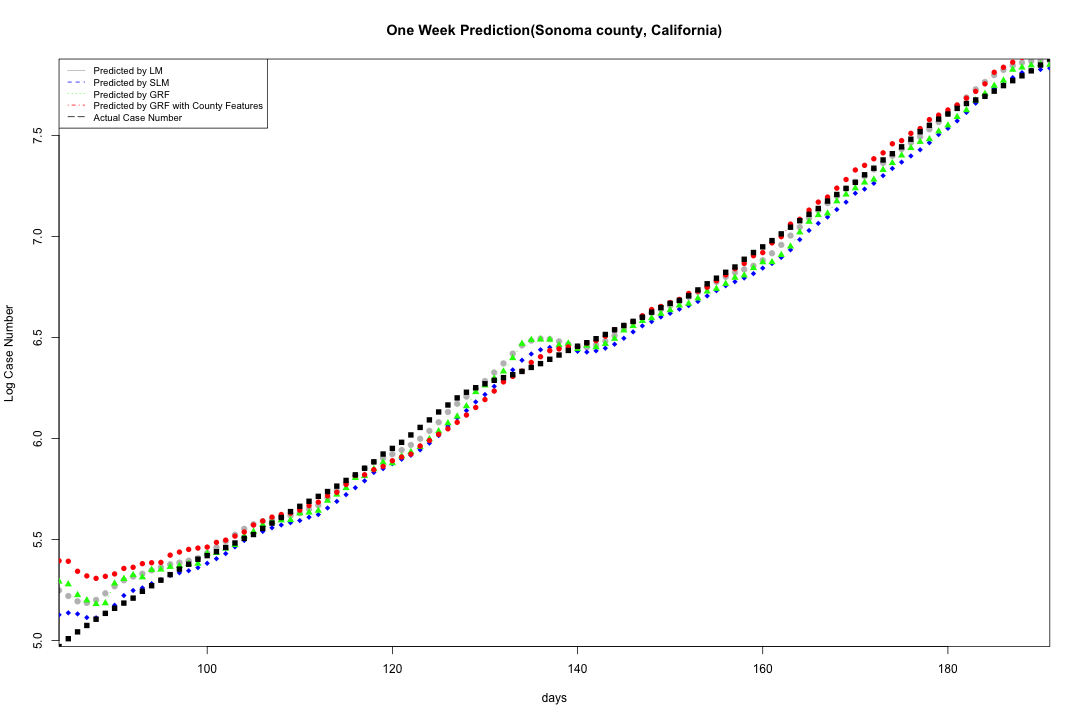 One Week Prediction(Sonoma county, California)
Predicted by LM
Predicted by SLM
Predicted by GRF
Predicted by GRF with County Features
Actual Case Number
Log Case Number
7.5
7.0
6.5
6.0
5.5
5.0
100 120 140 160 180
days